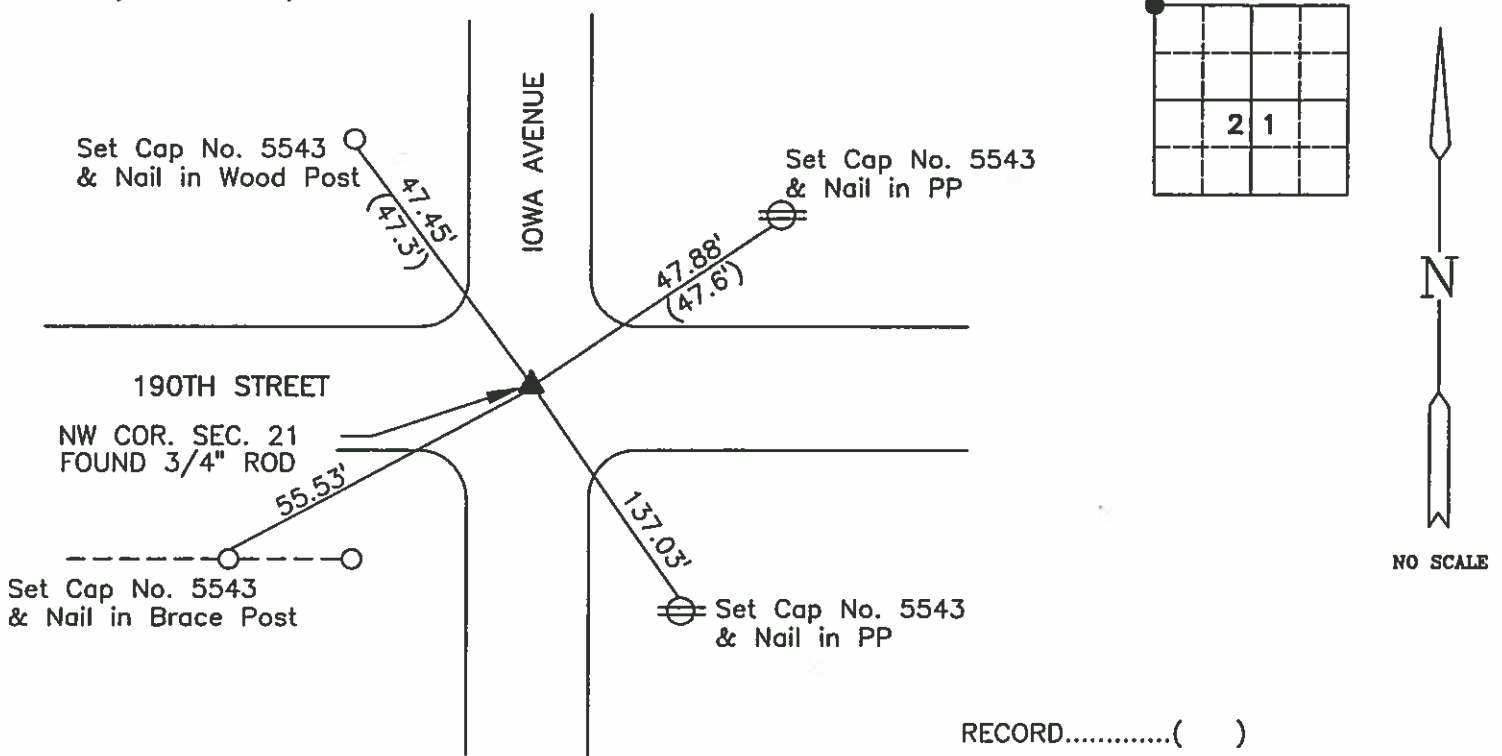 IOWA AVENUE
2 1
Set Cap No. 5543
& Nail in Wood Post
47.45'
(47.3')
Set Cap No. 5543
& Nail in PP
47.88'
(47.6')
N
190TH STREET
NW COR. SEC. 21
FOUND 3/4" ROD
55.53'
137.03'
NO SCALE
Set Cap No. 5543
& Nail in Brace Post
Set Cap No. 5543
& Nail in PP
RECORD.............( )